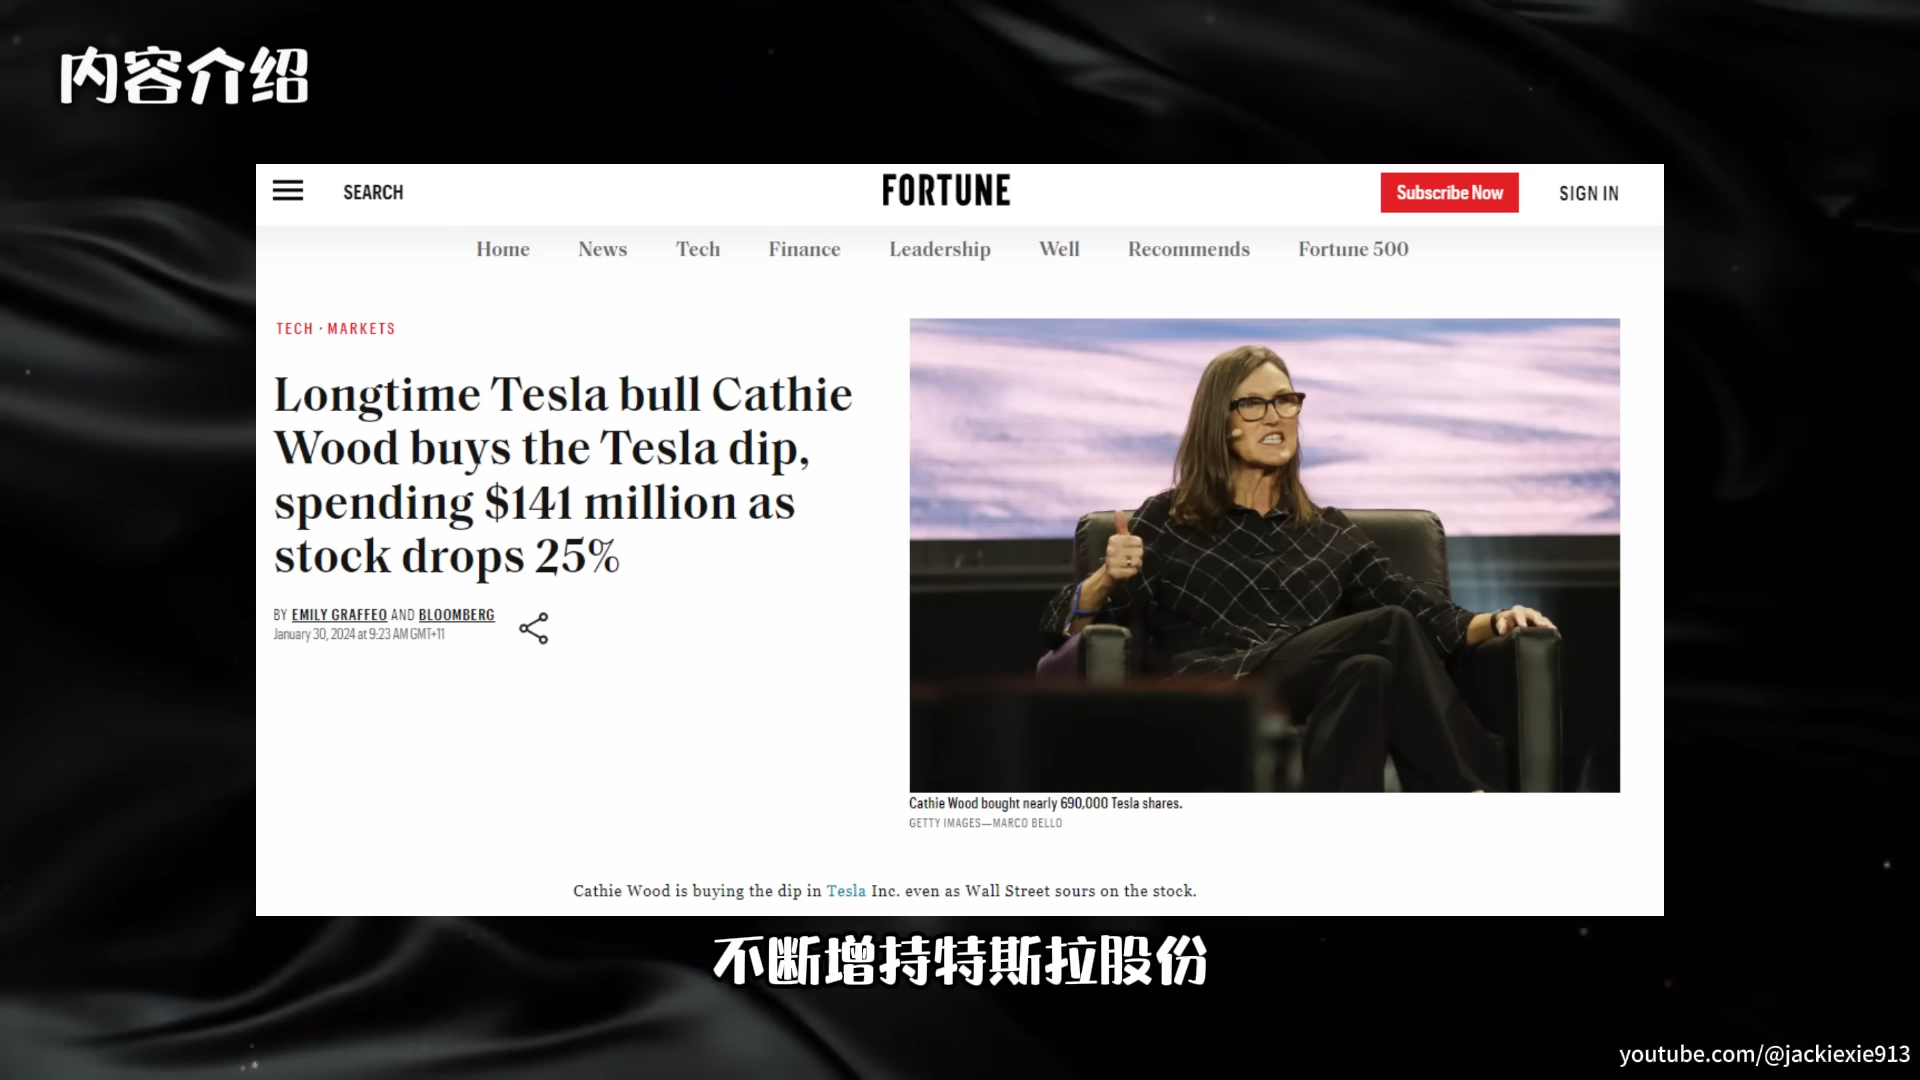 内容介绍
SEARCH
FORTUNE
Subscribe Now
SIGN IN
Home News Tech Finance Leadership Well Recommends Fortune 500
TECH · MARKETS
Longtime Tesla bull Cathie
Wood buys the Tesla dip,
spending $141 million as
stock drops 25%
BY EMILY GRAFFEO AND BLOOMBERG
January 30, 2024 at 9:23 AM GMT+11
Cathie Wood bought nearly 690,000 Tesla shares.
GETTY IMAGES—MARCO BELLO
Cathie Wood is buying the dip in Tesla Inc. even as Wall Street sours on the stock.
不断增持特斯拉股份
youtube.com/@jackiexie913